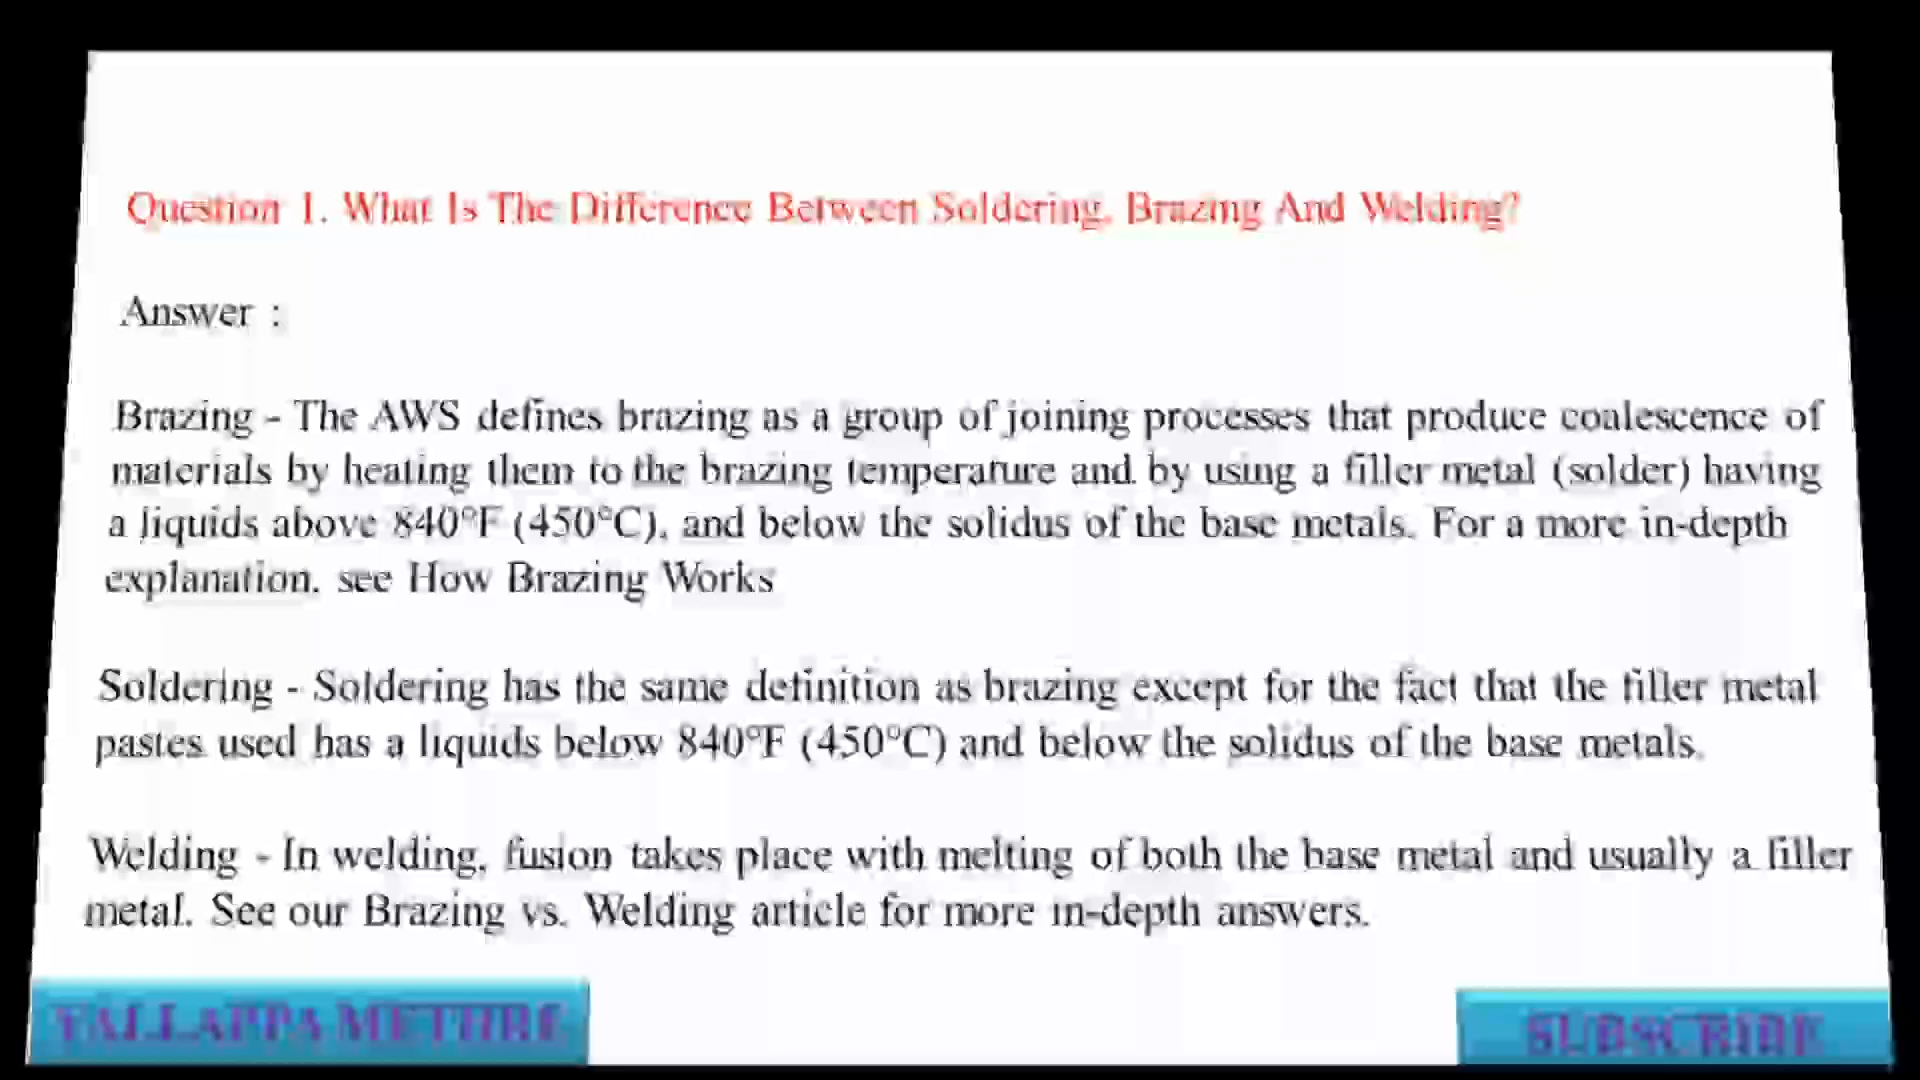 Question 1. What Is The Difference Between Soldering, Brazing And Welding?
Answer :
Brazing - The AWS defines brazing as a group of joining processes that produce coalescence of
materials by heating them to the brazing temperature and by using a filler metal (solder) having
a liquids above 840°F (450°C), and below the solidus of the base metals. For a more in-depth
explanation, see How Brazing Works
Soldering - Soldering has the same definition as brazing except for the fact that the filler metal
pastes used has a liquids below 840°F (450°C) and below the solidus of the base metals.
Welding - In welding, fusion takes place with melting of both the base metal and usually a filler
metal. See our Brazing vs. Welding article for more in-depth answers.
YALLAPPA METHRE
SUBSCRIBE